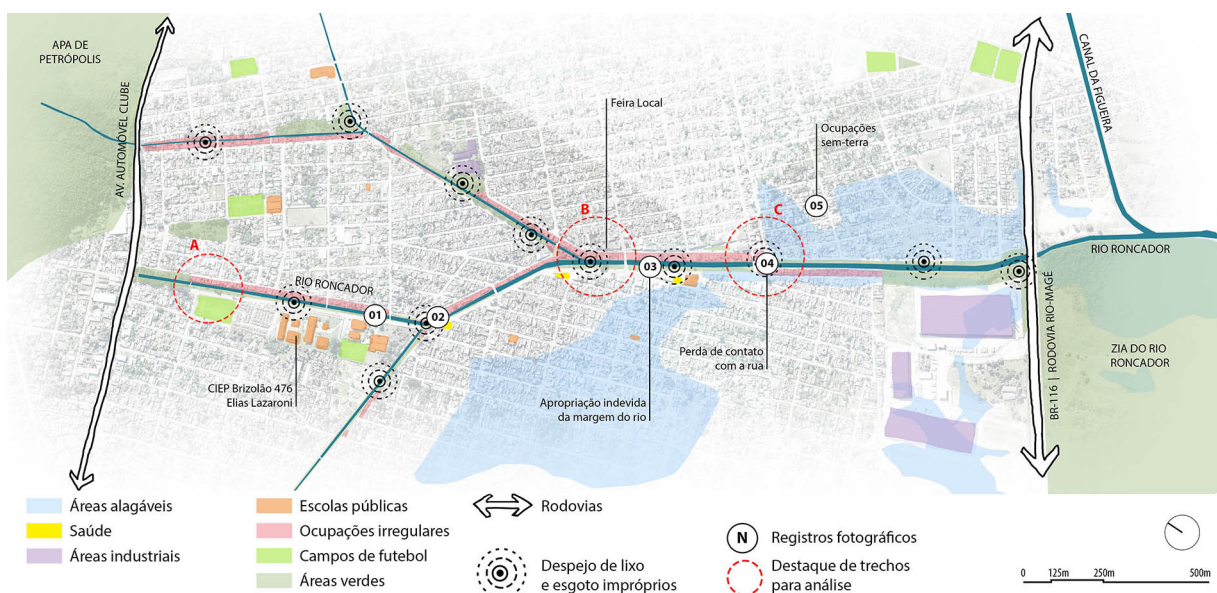 APA DE
PETRÓPOLIS
AV. AUTOMÓVEL CLUBE
Feira Local
Ocupações
sem-terra
CANAL DA FIGUEIRA
A
B
C
05
RIO RONCADOR
RIO RONCADOR
03
04
01
02
CIEP Brizolão 476
Elias Lazaroni
Perda de contato
com a rua
Apropriação indevida
da margem do rio
BR-116 | RODOVIA RIO-MAGÉ
ZIA DO RIO
RONCADOR
Áreas alagáveis
Saúde
Áreas industriais
Escolas públicas
Ocupações irregulares
Campos de futebol
Áreas verdes
Rodovias
Despejo de lixo
e esgoto impróprios
N
Registros fotográficos
Destaque de trechos
para análise
0 125m 250m 500m